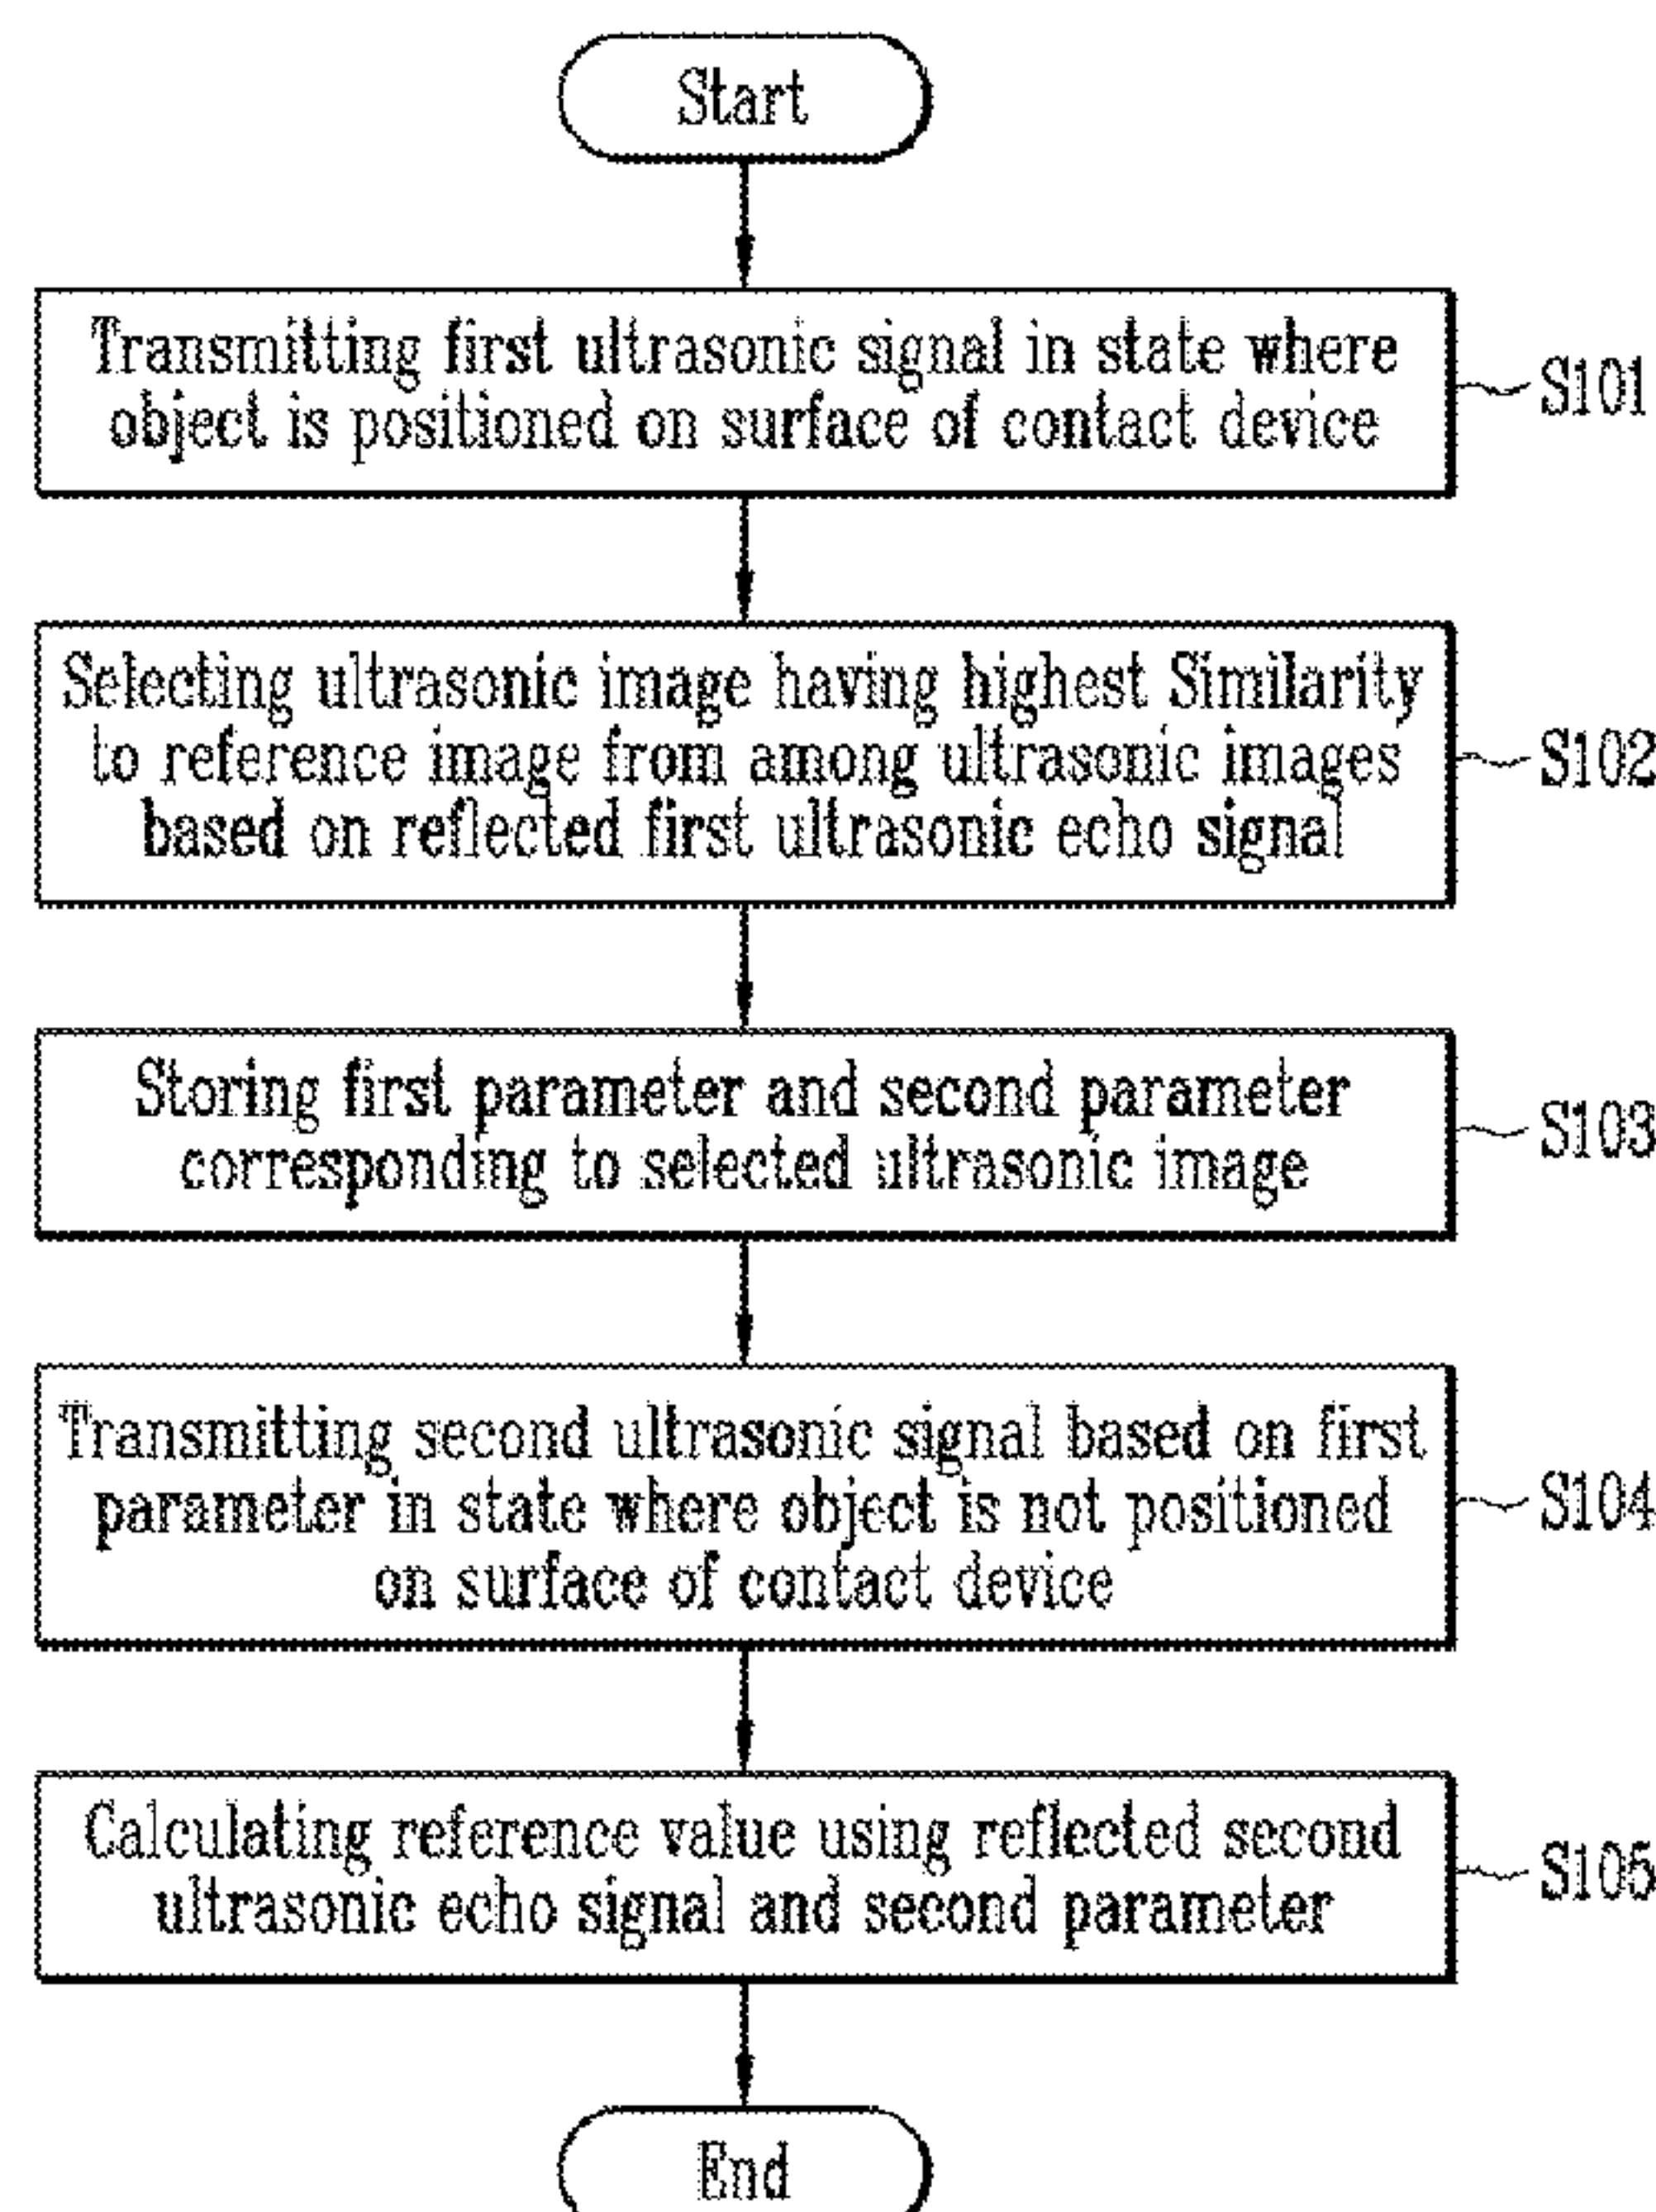 Start
Transmitting first ultrasonic signal in state where
object is positioned on surface of contact device
S101
Selecting ultrasonic image having highest Similarity
to reference image from among ultrasonic images
based on reflected first ultrasonic echo signal
S102
Storing first parameter and second parameter
corresponding to selected ultrasonic image
S103
Transmitting second ultrasonic signal based on first
parameter in state where object is not positioned
on surface of contact device
S104
Calculating reference value using reflected second
ultrasonic echo signal and second parameter
S105
End